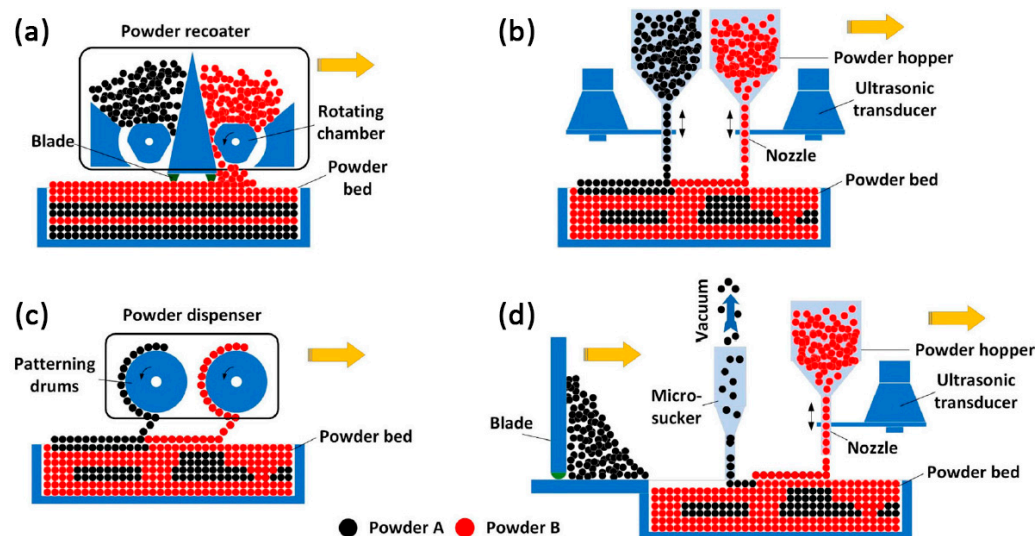 (a)
Powder recoater
Blade
Rotating
chamber
Powder
bed
(b)
Powder hopper
Ultrasonic
transducer
Nozzle
Powder bed
(c)
Powder dispenser
Patterning
drums
Powder bed
(d)
Vacuum
Powder hopper
Micro-
sucker
Ultrasonic
transducer
Blade
Nozzle
Powder bed
Powder A
Powder B